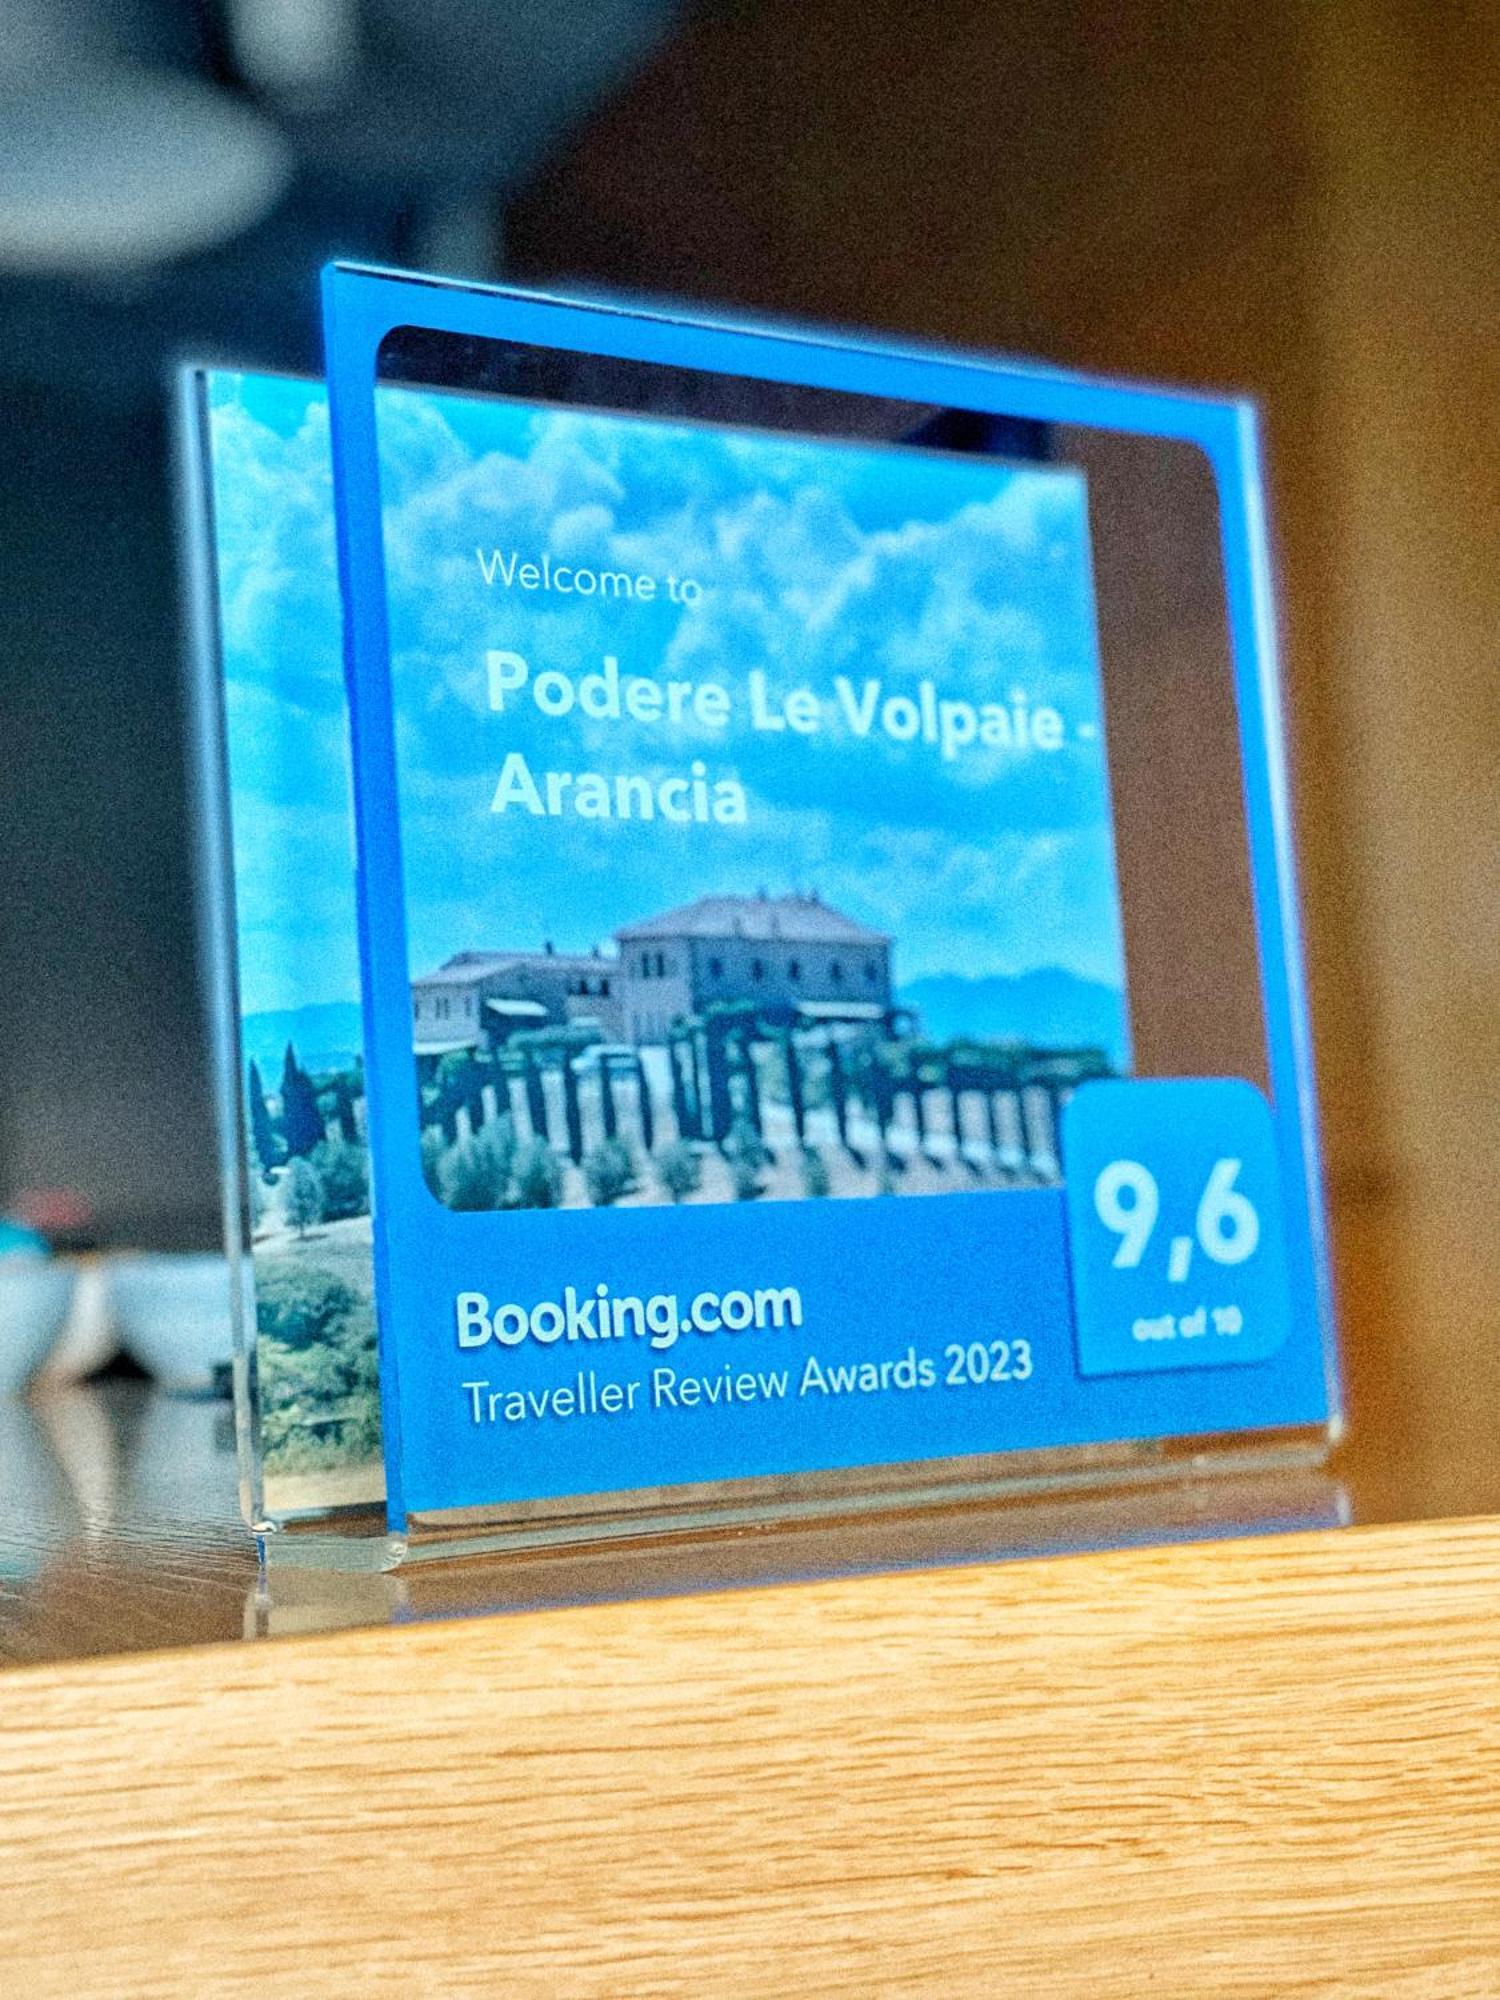 Welcome to
Podere Le Volpaie -
Arancia
9,6
out of 10
Booking.com
Traveller Review Awards 2023